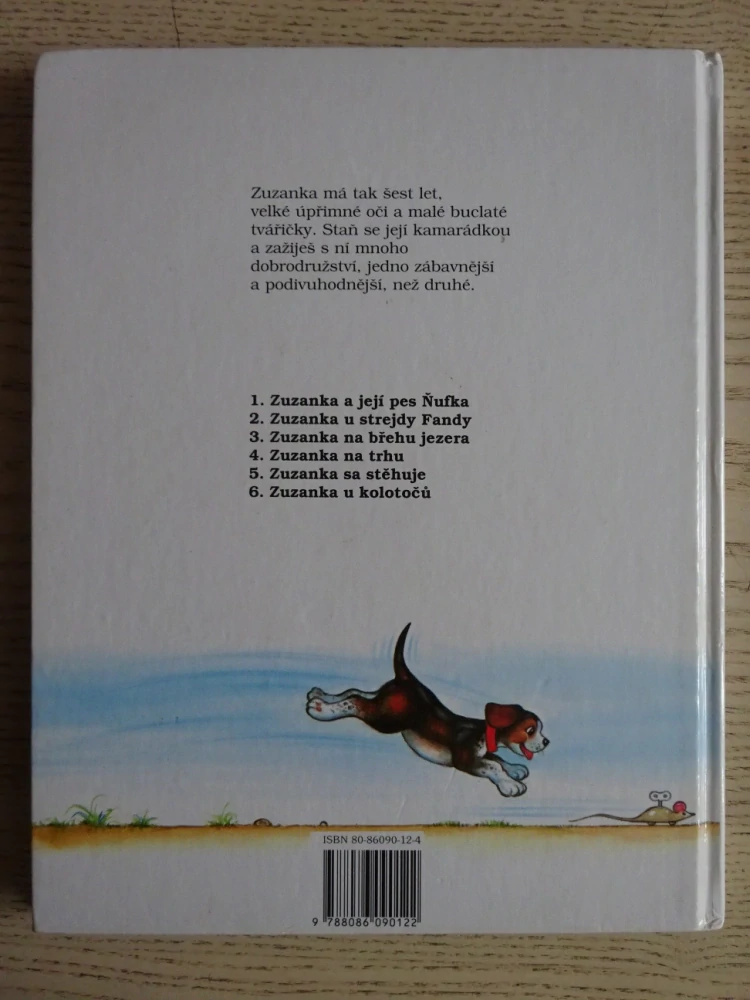 Zuzanka má tak šest let,
velké úpřimné oči a malé buclaté
tvářičky. Staň se její kamarádkou
a zažiješ s ní mnoho
dobrodružství, jedno zábavnější
a podivuhodnější, než druhé.
1. Zuzanka a její pes Ňufka
2. Zuzanka u strejdy Fandy
3. Zuzanka na břehu jezera
4. Zuzanka na trhu
5. Zuzanka sa stěhuje
6. Zuzanka u kolotočů
ISBN 80-86090-12-4
9 788086 090122